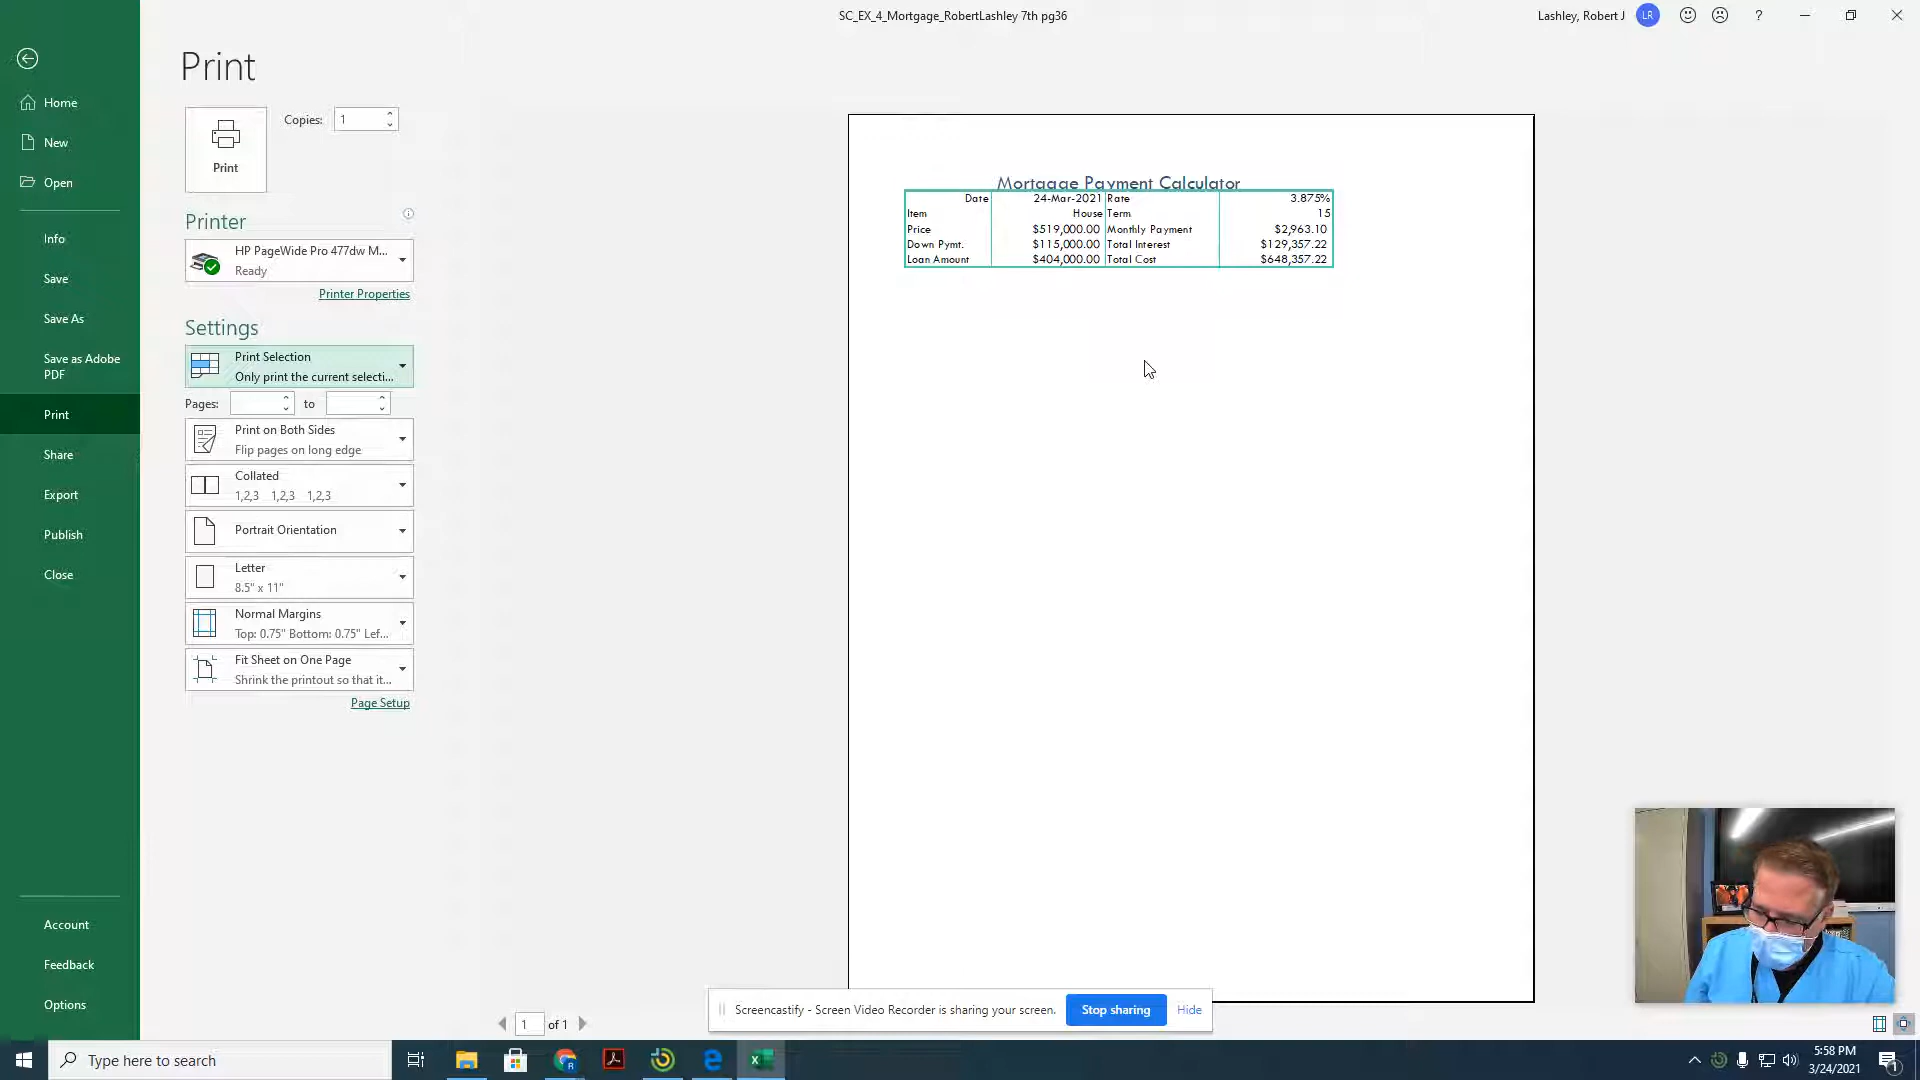 SC_EX_4_Mortgage_RobertLashley 7th pg36
Lashley, Robert J
LR
?
Home
New
Open
Info
Save
Save As
Save as Adobe
PDF
Print
Share
Export
Publish
Close
Account
Feedback
Options
Print
Print
Copies: 1
Printer
HP PageWide Pro 477dw M...
Ready
Printer Properties
Settings
Print Selection
Only print the current selecti...
Pages: to
Print on Both Sides
Flip pages on long edge
Collated
1,2,3 1,2,3 1,2,3
Portrait Orientation
Letter
8.5" x 11"
Normal Margins
Top: 0.75" Bottom: 0.75" Lef...
Fit Sheet on One Page
Shrink the printout so that it...
Page Setup
Mortgage Payment Calculator
Date 24-Mar-2021 Rate 3.875%
Item House Term 15
Price $519,000.00 Monthly Payment $2,963.10
Down Pymt. $115,000.00 Total Interest $129,357.22
Loan Amount $404,000.00 Total Cost $648,357.22
1 of 1
Screencastify - Screen Video Recorder is sharing your screen. Stop sharing Hide
Type here to search
5:58 PM
3/24/2021
1